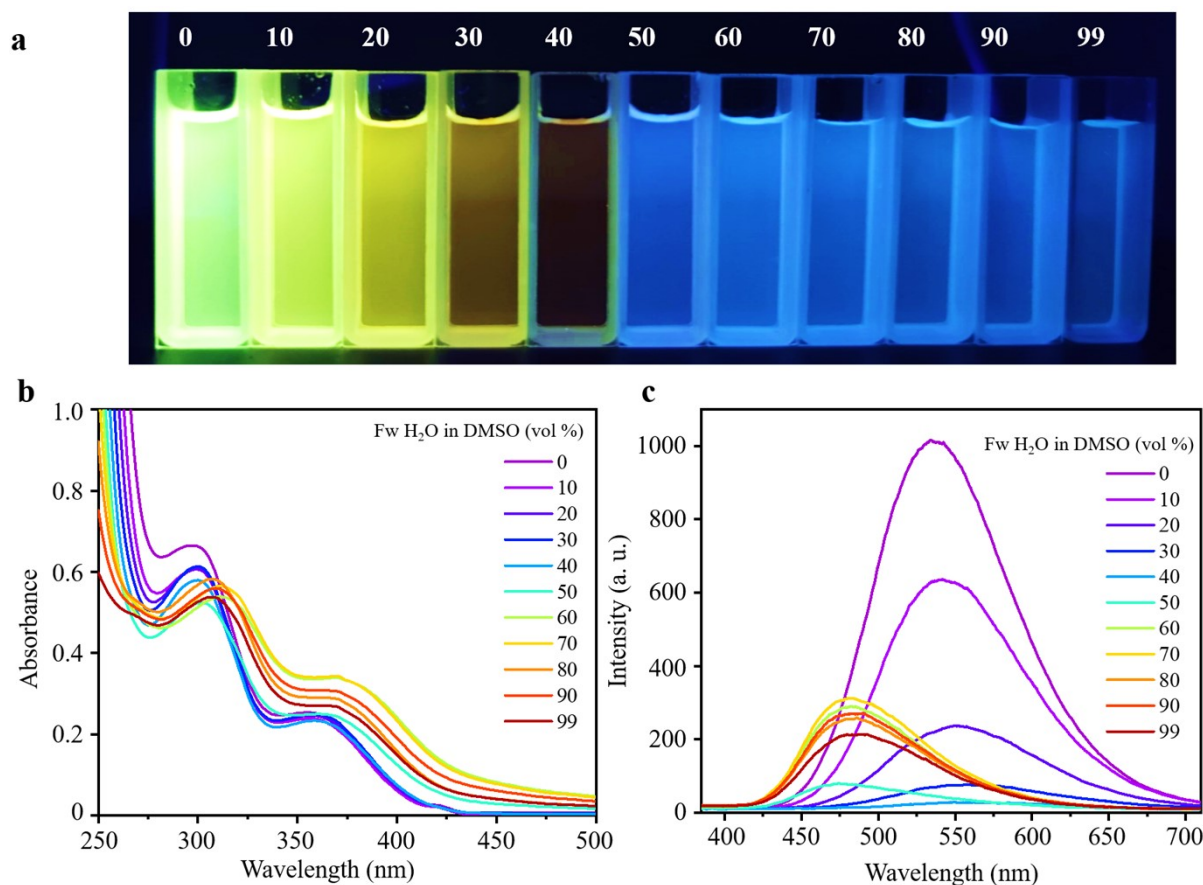 a
0 10 20 30 40 50 60 70 80 90 99
b
1.0
0.8
0.6
0.4
0.2
0
Absorbance
250 300 350 400 450 500
Wavelength (nm)
Fw H₂O in DMSO (vol %)
0
10
20
30
40
50
60
70
80
90
99
c
1000
800
600
400
200
0
Intensity (a. u.)
400 450 500 550 600 650 700
Wavelength (nm)
Fw H₂O in DMSO (vol %)
0
10
20
30
40
50
60
70
80
90
99